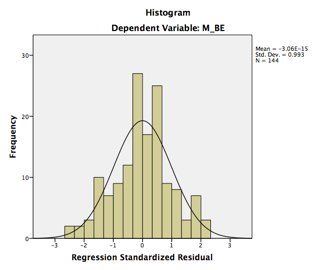 Histogram
Dependent Variable: M_BE
Mean = -3.06E-15
Std. Dev. = 0.993
N = 144
30
20
10
0
Frequency
-3 -2 -1 0 1 2 3
Regression Standardized Residual